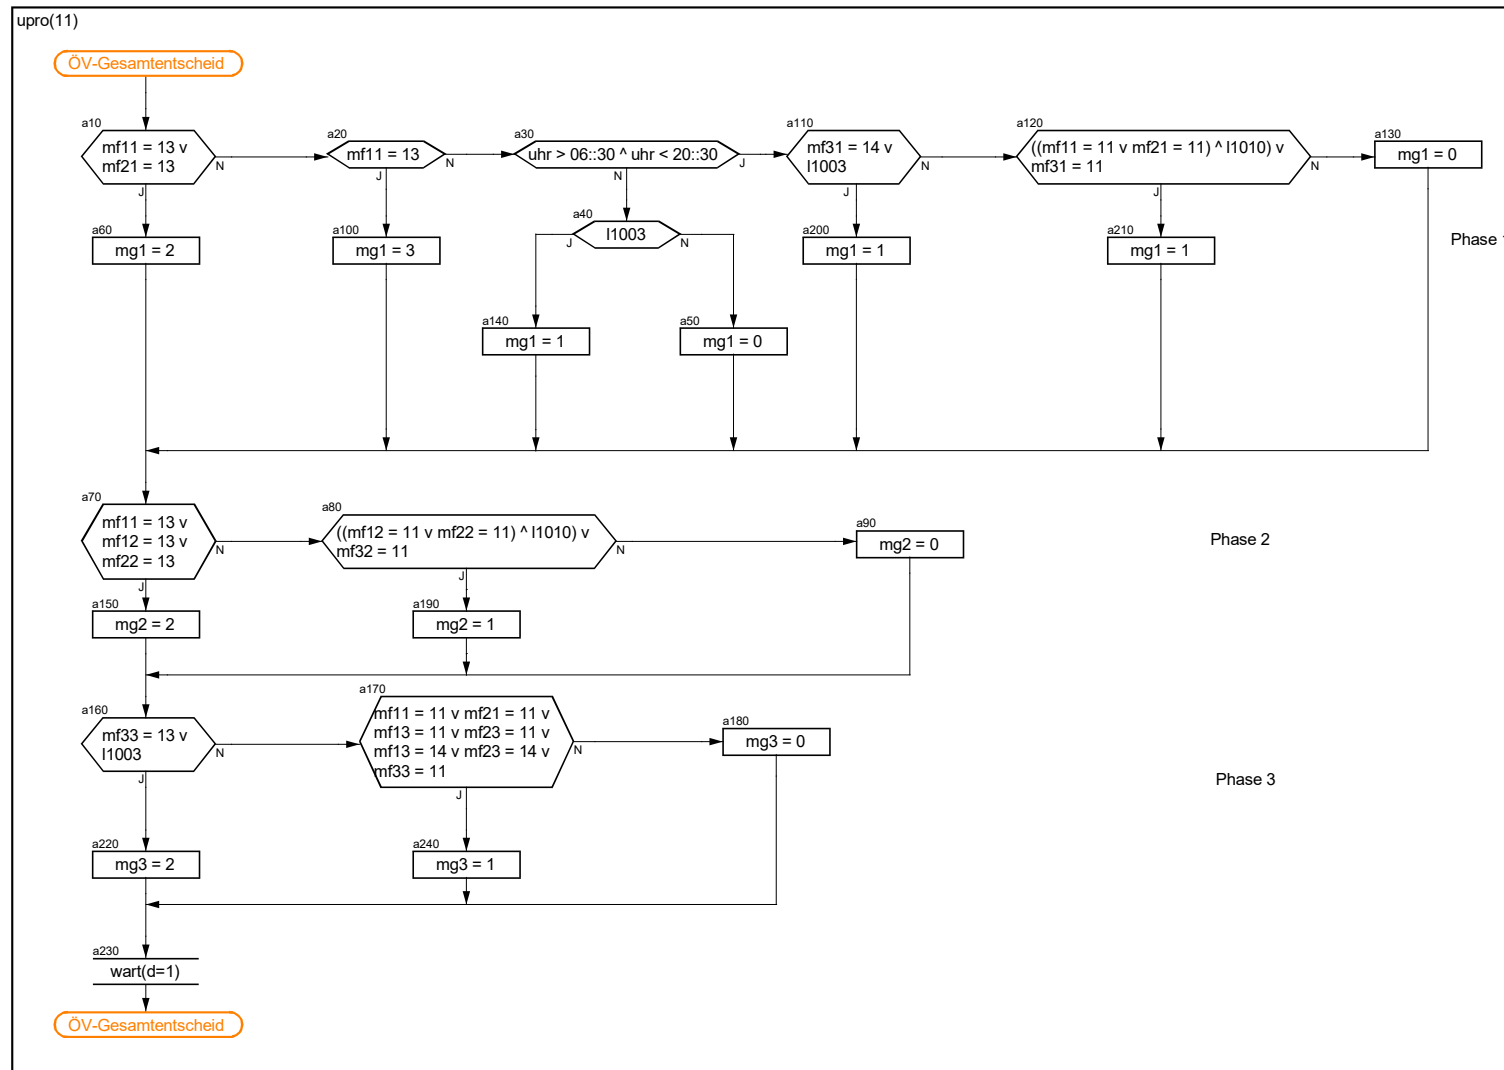 upro(11)
ÖV-Gesamtentscheid
a10
mf11 = 13 v
mf21 = 13
N
J
a20
mf11 = 13
N
J
a30
uhr > 06::30 ^ uhr < 20::30
J
N
a110
mf31 = 14 v
l1003
N
J
a120
((mf11 = 11 v mf21 = 11) ^ l1010) v
mf31 = 11
N
J
a130
mg1 = 0
a40
l1003
J
N
a60
mg1 = 2
a100
mg1 = 3
a200
mg1 = 1
a210
mg1 = 1
Phase 1
a140
mg1 = 1
a50
mg1 = 0
a70
mf11 = 13 v
mf12 = 13 v
mf22 = 13
N
J
a80
((mf12 = 11 v mf22 = 11) ^ l1010) v
mf32 = 11
N
J
a90
mg2 = 0
Phase 2
a150
mg2 = 2
a190
mg2 = 1
a160
mf33 = 13 v
l1003
N
J
a170
mf11 = 11 v mf21 = 11 v
mf13 = 11 v mf23 = 11 v
mf13 = 14 v mf23 = 14 v
mf33 = 11
N
J
a180
mg3 = 0
Phase 3
a220
mg3 = 2
a240
mg3 = 1
a230
wart(d=1)
ÖV-Gesamtentscheid